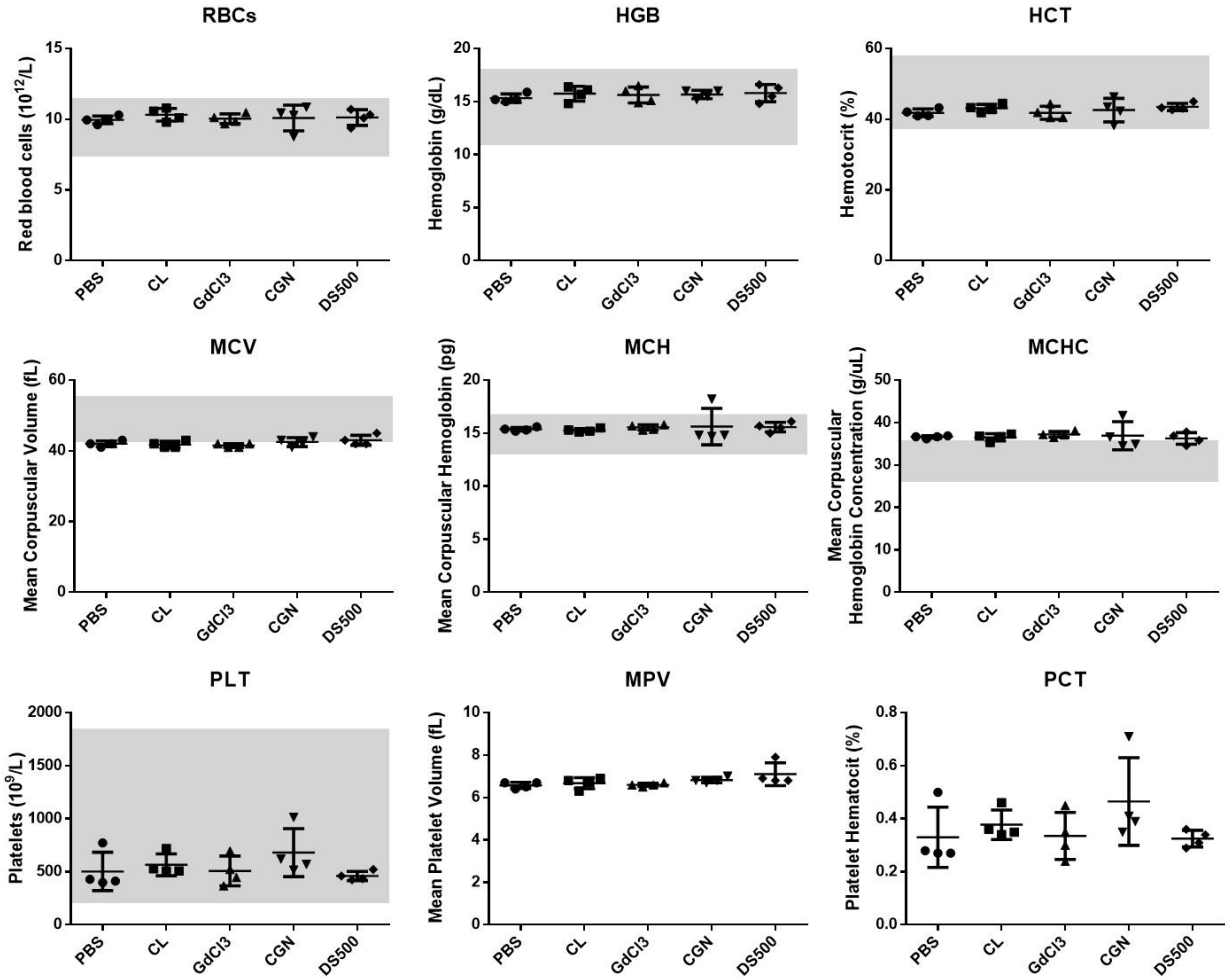 RBCs
Red blood cells (10^12/L)
15
10
5
0
PBS
CL
GdCl3
CGN
DS500
HGB
Hemoglobin (g/dL)
20
15
10
5
0
PBS
CL
GdCl3
CGN
DS500
HCT
Hemotocrit (%)
60
40
20
0
PBS
CL
GdCl3
CGN
DS500
MCV
Mean Corpuscular Volume (fL)
60
40
20
0
PBS
CL
GdCl3
CGN
DS500
MCH
Mean Corpuscular Hemoglobin (pg)
20
15
10
5
0
PBS
CL
GdCl3
CGN
DS500
MCHC
Mean Corpuscular
Hemoglobin Concentration (g/uL)
50
40
30
20
10
0
PBS
CL
GdCl3
CGN
DS500
PLT
Platelets (10^9/L)
2000
1500
1000
500
0
PBS
CL
GdCl3
CGN
DS500
MPV
Mean Platelet Volume (fL)
10
8
6
4
2
0
PBS
CL
GdCl3
CGN
DS500
PCT
Platelet Hematocit (%)
0.8
0.6
0.4
0.2
0.0
PBS
CL
GdCl3
CGN
DS500